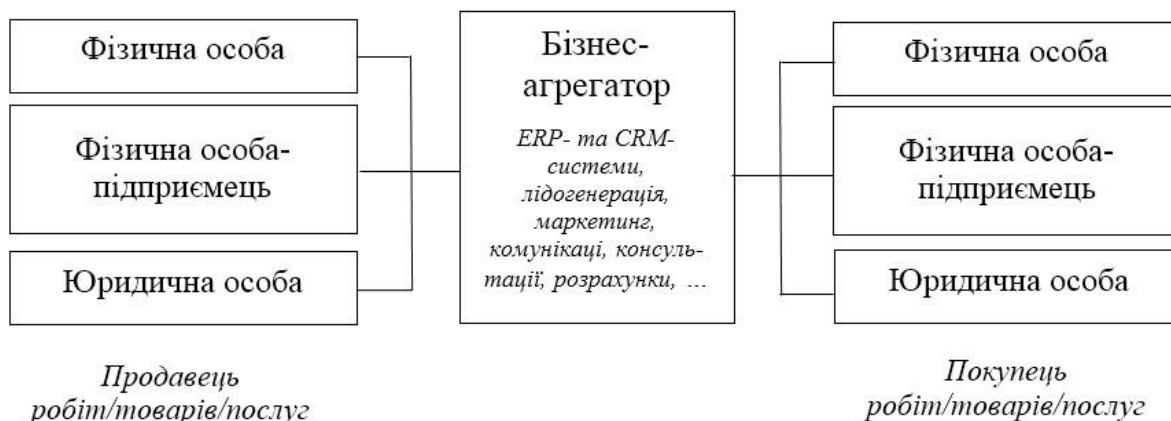 Фізична особа
Фізична особа-
підприємець
Юридична особа
Продавець
робіт/товарів/послуг
Бізнес-
агрегатор
ERP- та CRM-
системи,
лідогенерація,
маркетинг,
комунікаці, консуль-
тації, розрахунки, …
Фізична особа
Фізична особа-
підприємець
Юридична особа
Покупець
робіт/товарів/послуг